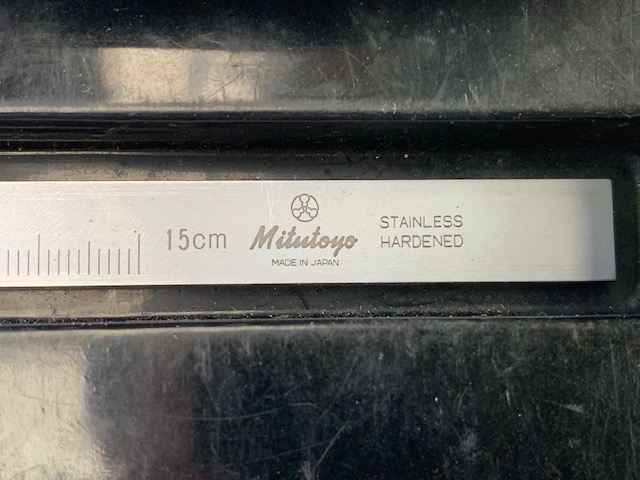 15cm
Mitutoyo
MADE IN JAPAN
STAINLESS
HARDENED